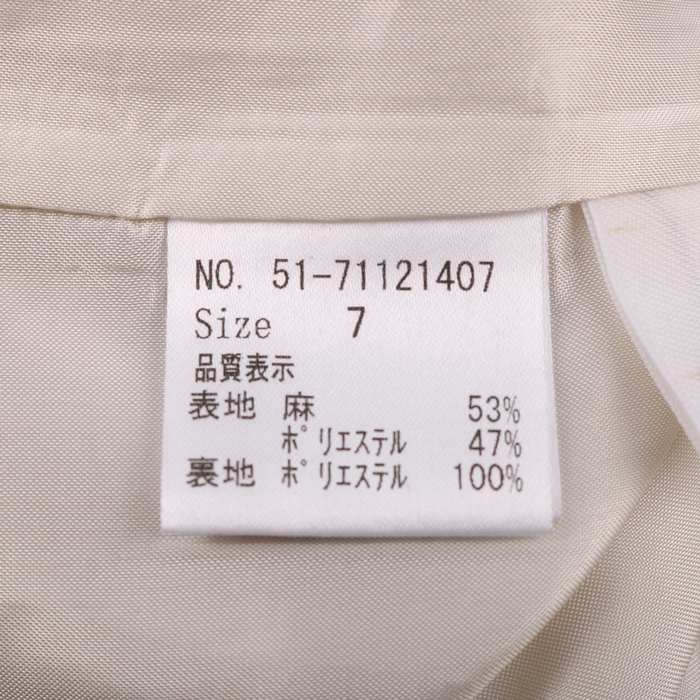 NO. 51-71121407
Size 7
品質表示
表地 麻 53%
ポリエステル 47%
裏地 ポリエステル 100%